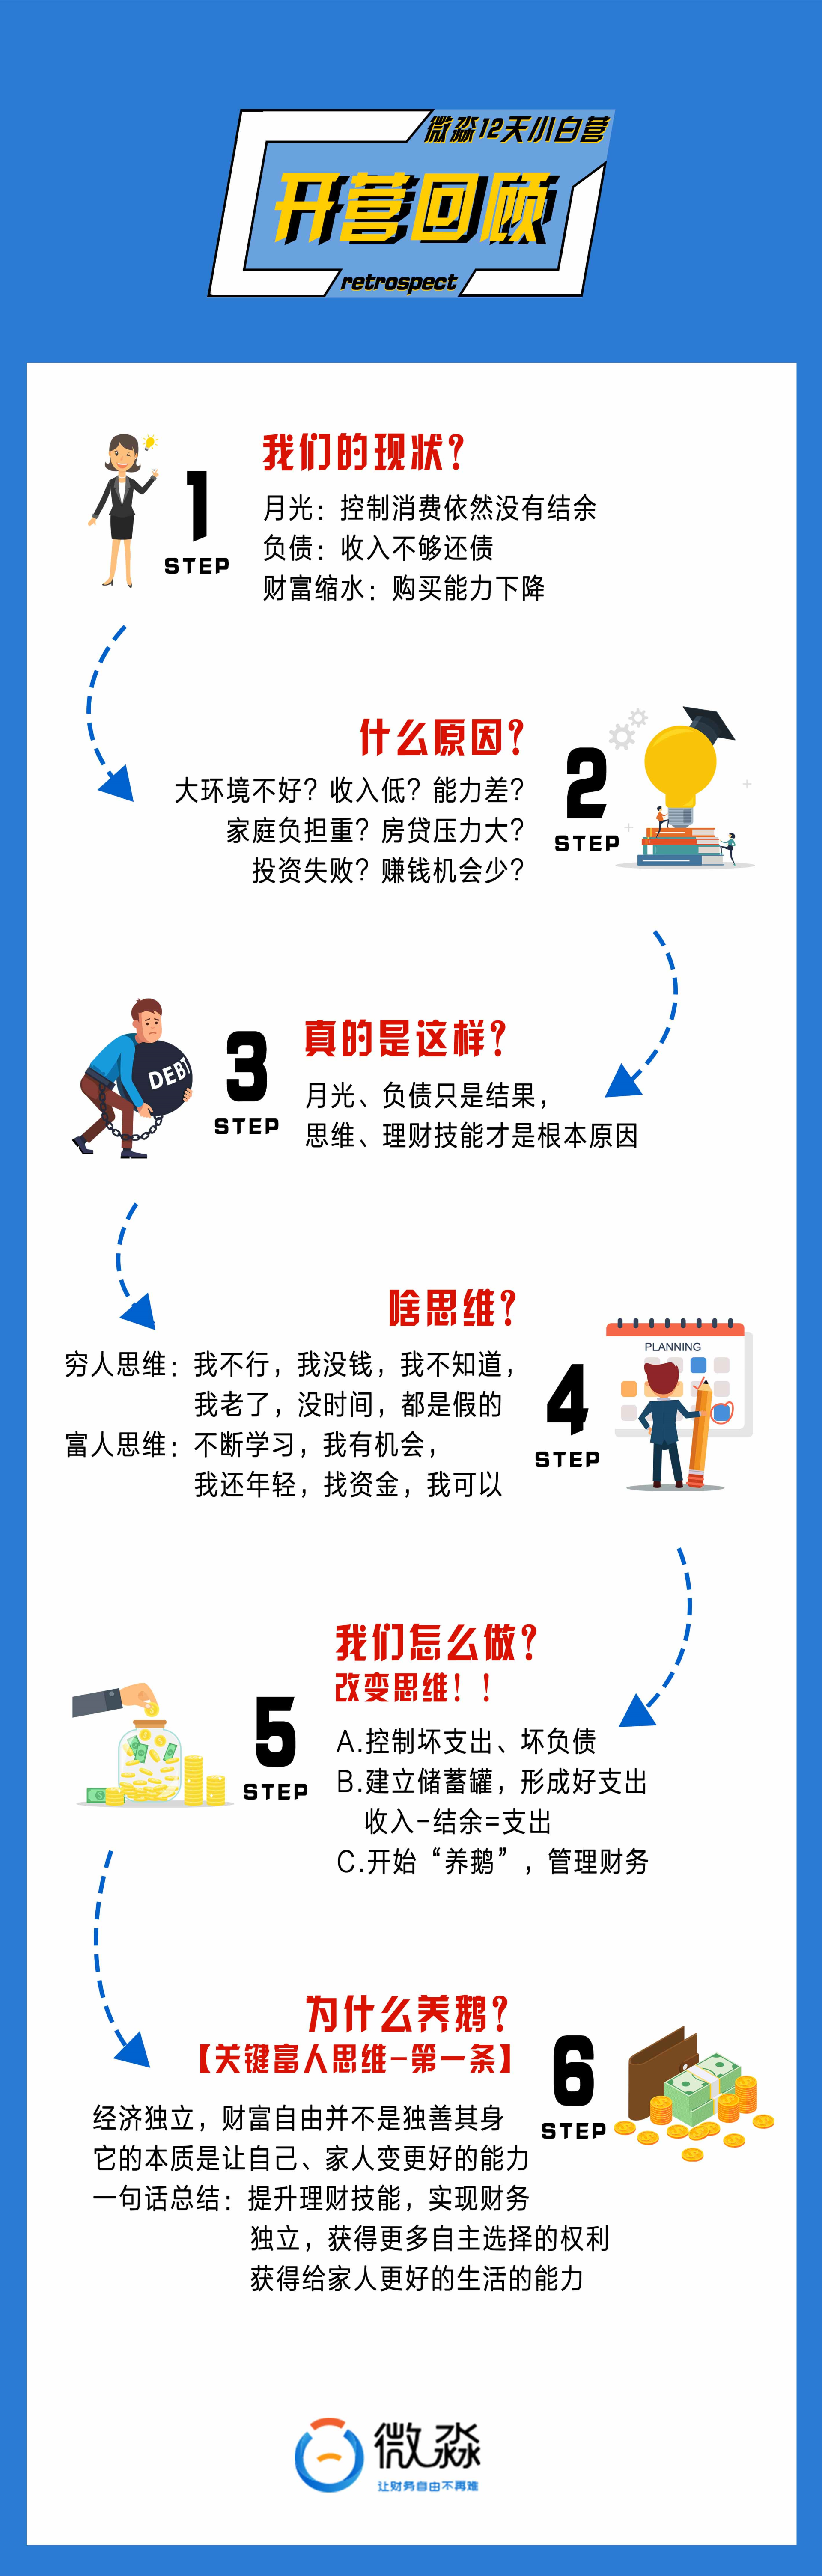 微淼12天小白营
开营回顾
retrospect
我们的现状？
1
STEP
月光：控制消费依然没有结余
负债：收入不够还债
财富缩水：购买能力下降
什么原因？
2
STEP
大环境不好？收入低？能力差？
家庭负担重？房贷压力大？
投资失败？赚钱机会少？
真的是这样？
3
STEP
DEBT
月光、负债只是结果，
思维、理财技能才是根本原因
啥思维？
4
STEP
PLANNING
穷人思维：我不行，我没钱，我不知道，
我老了，没时间，都是假的
富人思维：不断学习，我有机会，
我还年轻，找资金，我可以
我们怎么做？
改变思维！！
5
STEP
A.控制坏支出、坏负债
B.建立储蓄罐，形成好支出
收入-结余=支出
C.开始“养鹅”，管理财务
为什么养鹅？
【关键富人思维-第一条】
6
STEP
经济独立，财富自由并不是独善其身
它的本质是让自己、家人变更好的能力
一句话总结：提升理财技能，实现财务
独立，获得更多自主选择的权利
获得给家人更好的生活的能力
微淼
让财务自由不再难